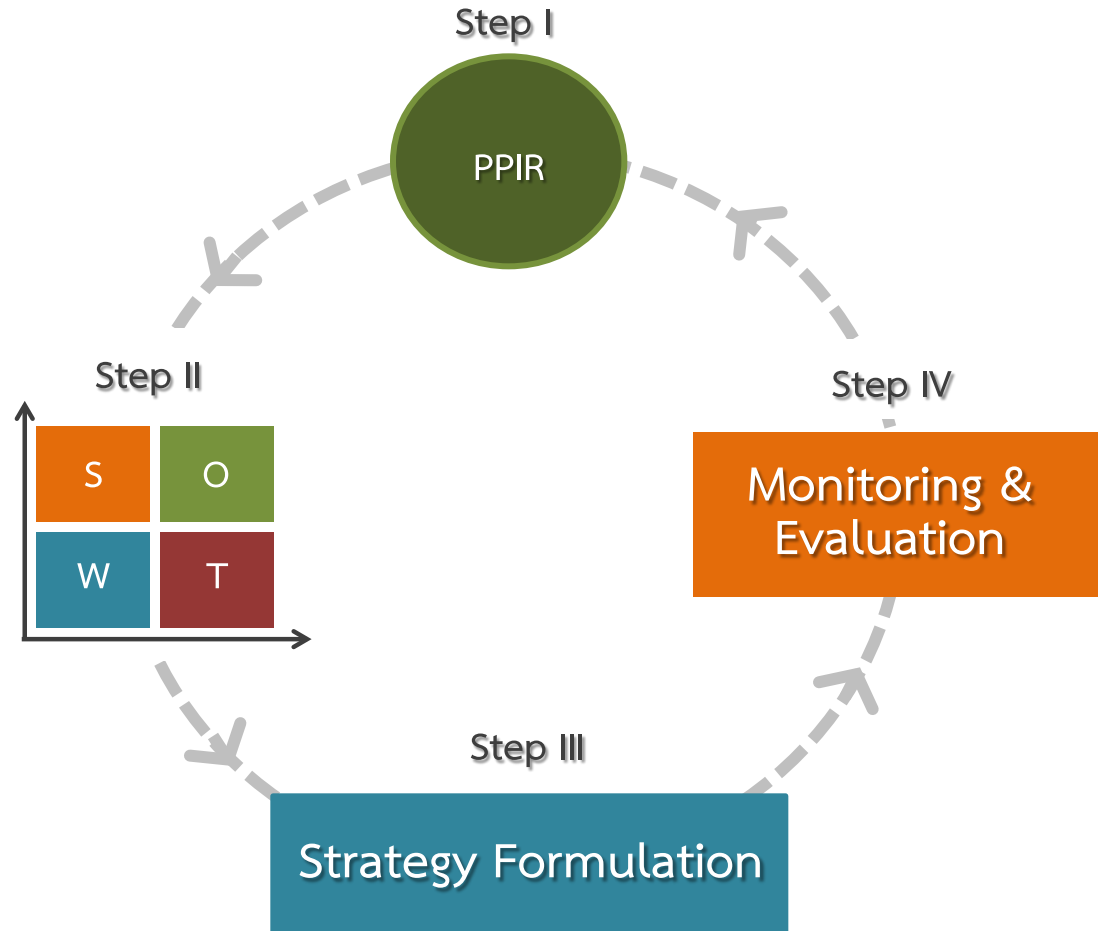 Step I
PPIR
Step II
S O
W T
Step IV
Monitoring &
Evaluation
Step III
Strategy Formulation